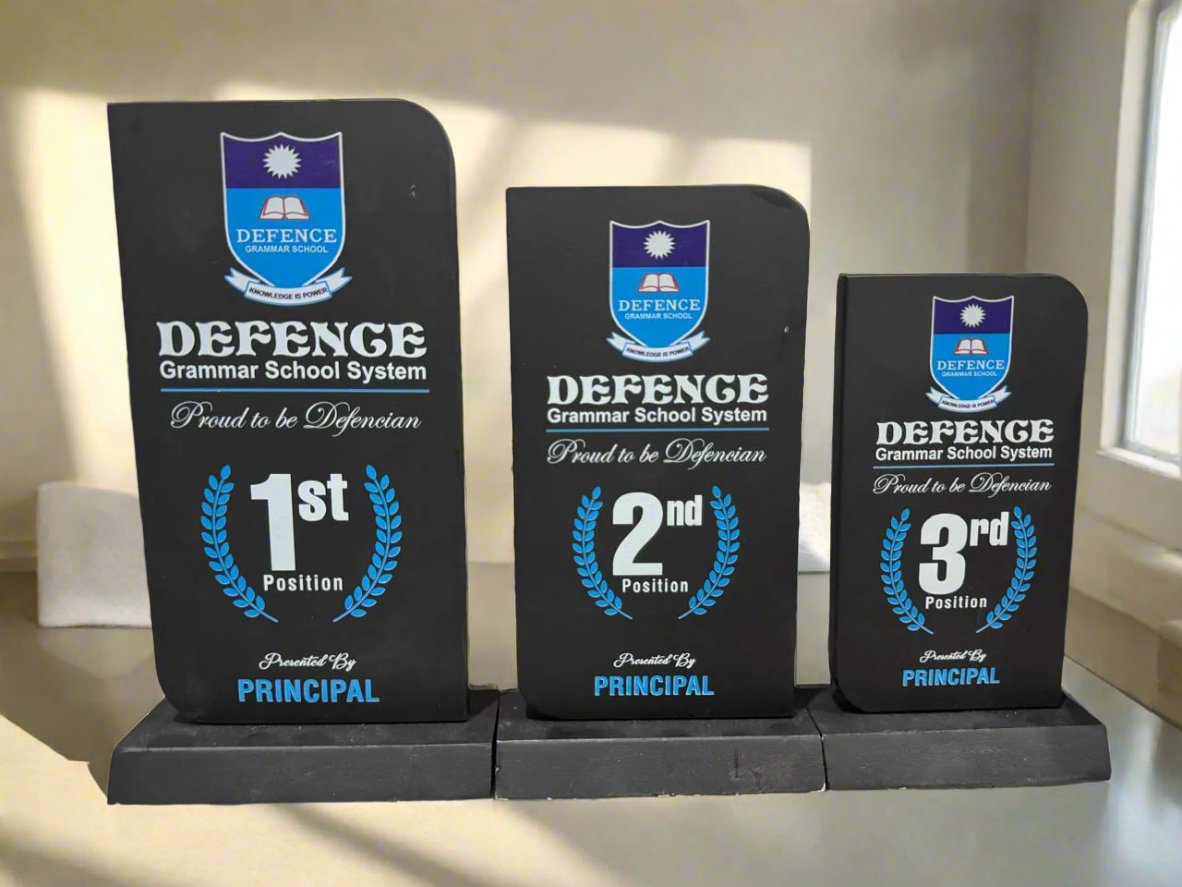 DEFENCE
GRAMMAR SCHOOL
KNOWLEDGE IS POWER
DEFENCE
Grammar School System
Proud to be Defencian
1st
Position
Presented By
PRINCIPAL
DEFENCE
GRAMMAR SCHOOL
KNOWLEDGE IS POWER
DEFENCE
Grammar School System
Proud to be Defencian
2nd
Position
Presented By
PRINCIPAL
DEFENCE
GRAMMAR SCHOOL
KNOWLEDGE IS POWER
DEFENCE
Grammar School System
Proud to be Defencian
3rd
Position
Presented By
PRINCIPAL